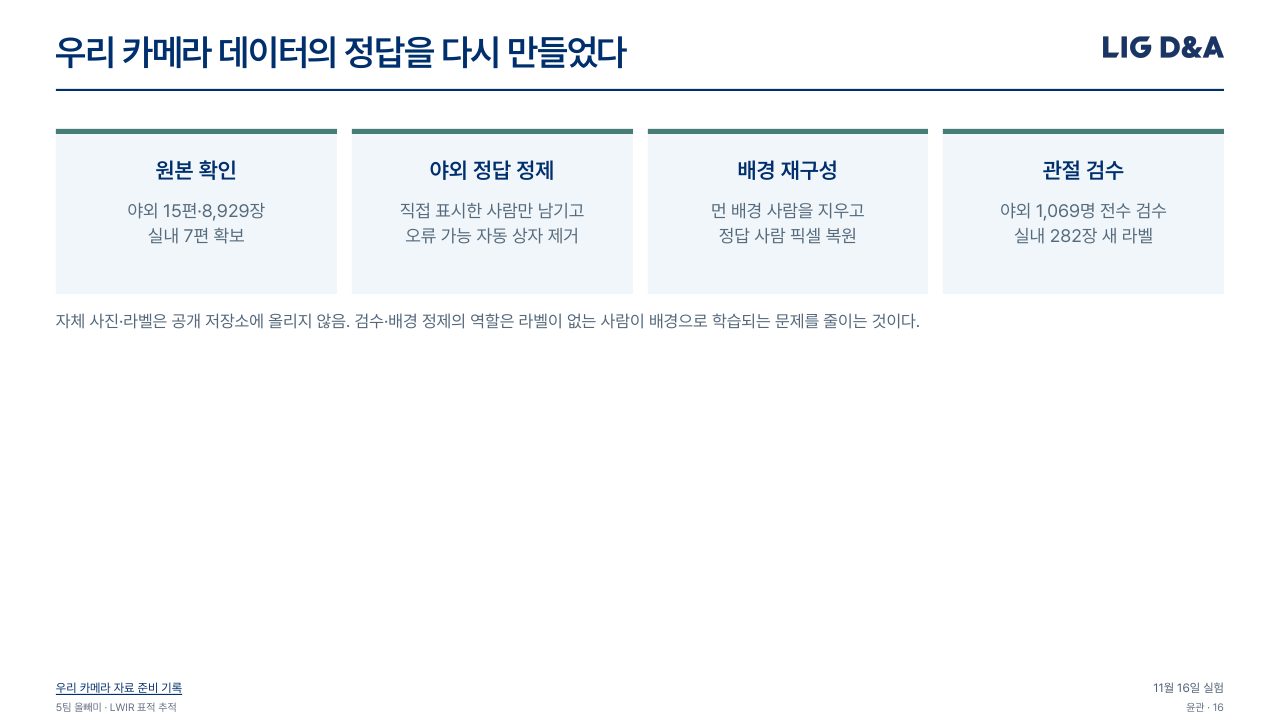 우리 카메라 데이터의 정답을 다시 만들었다
LIG D&A
원본 확인
야외 15편·8,929장
실내 7편 확보
야외 정답 정제
직접 표시한 사람만 남기고
오류 가능 자동 상자 제거
배경 재구성
먼 배경 사람을 지우고
정답 사람 픽셀 복원
관절 검수
야외 1,069명 전수 검수
실내 282장 새 라벨
자체 사진·라벨은 공개 저장소에 올리지 않음. 검수·배경 정제의 역할은 라벨이 없는 사람이 배경으로 학습되는 문제를 줄이는 것이다.
우리 카메라 자료 준비 기록
11월 16일 실험
5팀 올빼미 · LWIR 표적 추적
윤관 · 16